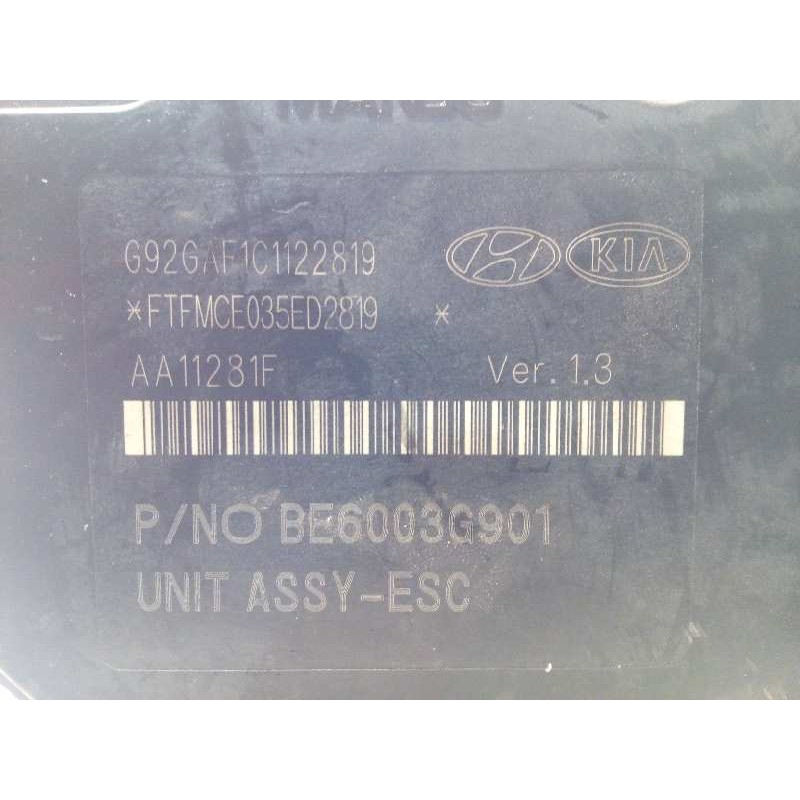 G92GAF1C1122819
KIA
*FTFMCE035ED2819 *
AA11281F Ver. 1.3
P/NO BE6003G901
UNIT ASSY-ESC